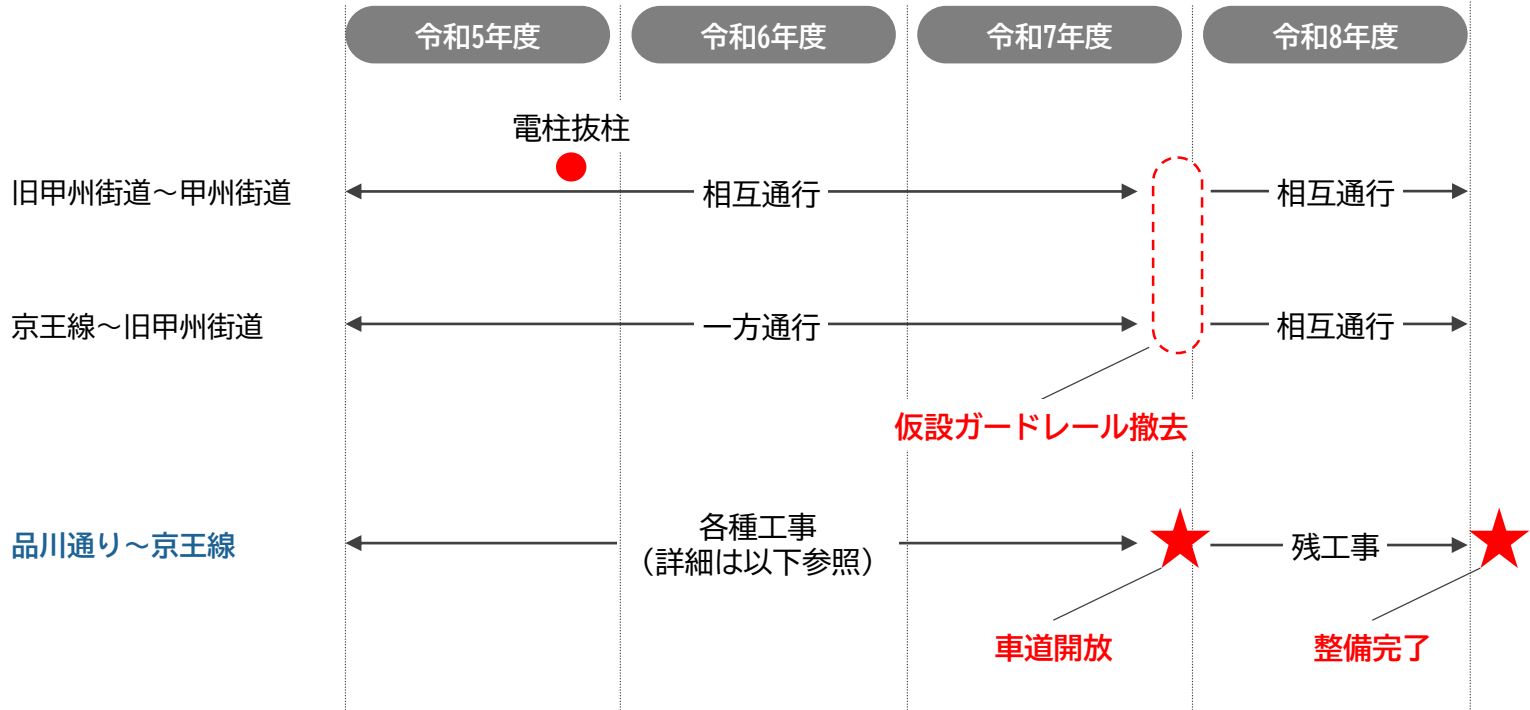 令和5年度
令和6年度
令和7年度
令和8年度
電柱抜柱
旧甲州街道～甲州街道
相互通行
相互通行
京王線～旧甲州街道
一方通行
相互通行
仮設ガードレール撤去
品川通り～京王線
各種工事
（詳細は以下参照）
残工事
車道開放
整備完了